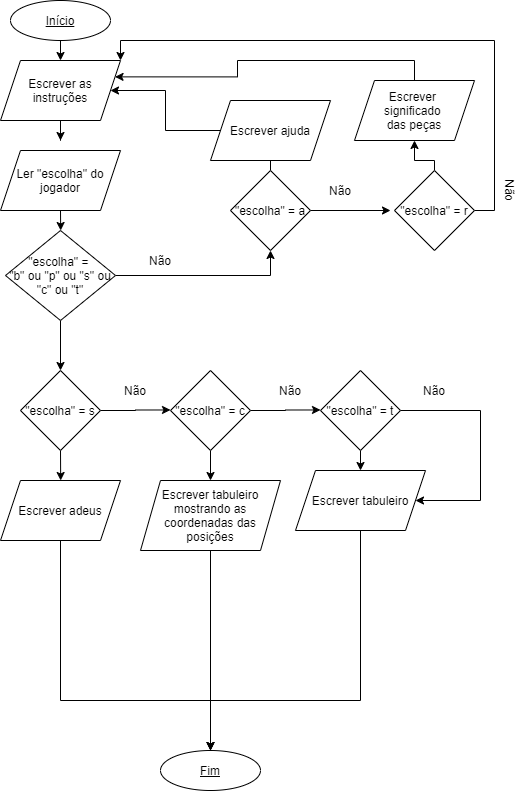 Início
Escrever as
instruções
Ler "escolha" do
jogador
"escolha" =
"b" ou "p" ou "s" ou
"c" ou "t"
Não
Escrever ajuda
"escolha" = a
Não
Escrever
significado
das peças
"escolha" = r
Não
"escolha" = s
Não
"escolha" = c
Não
"escolha" = t
Não
Escrever adeus
Escrever tabuleiro
mostrando as
coordenadas das
posições
Escrever tabuleiro
Fim